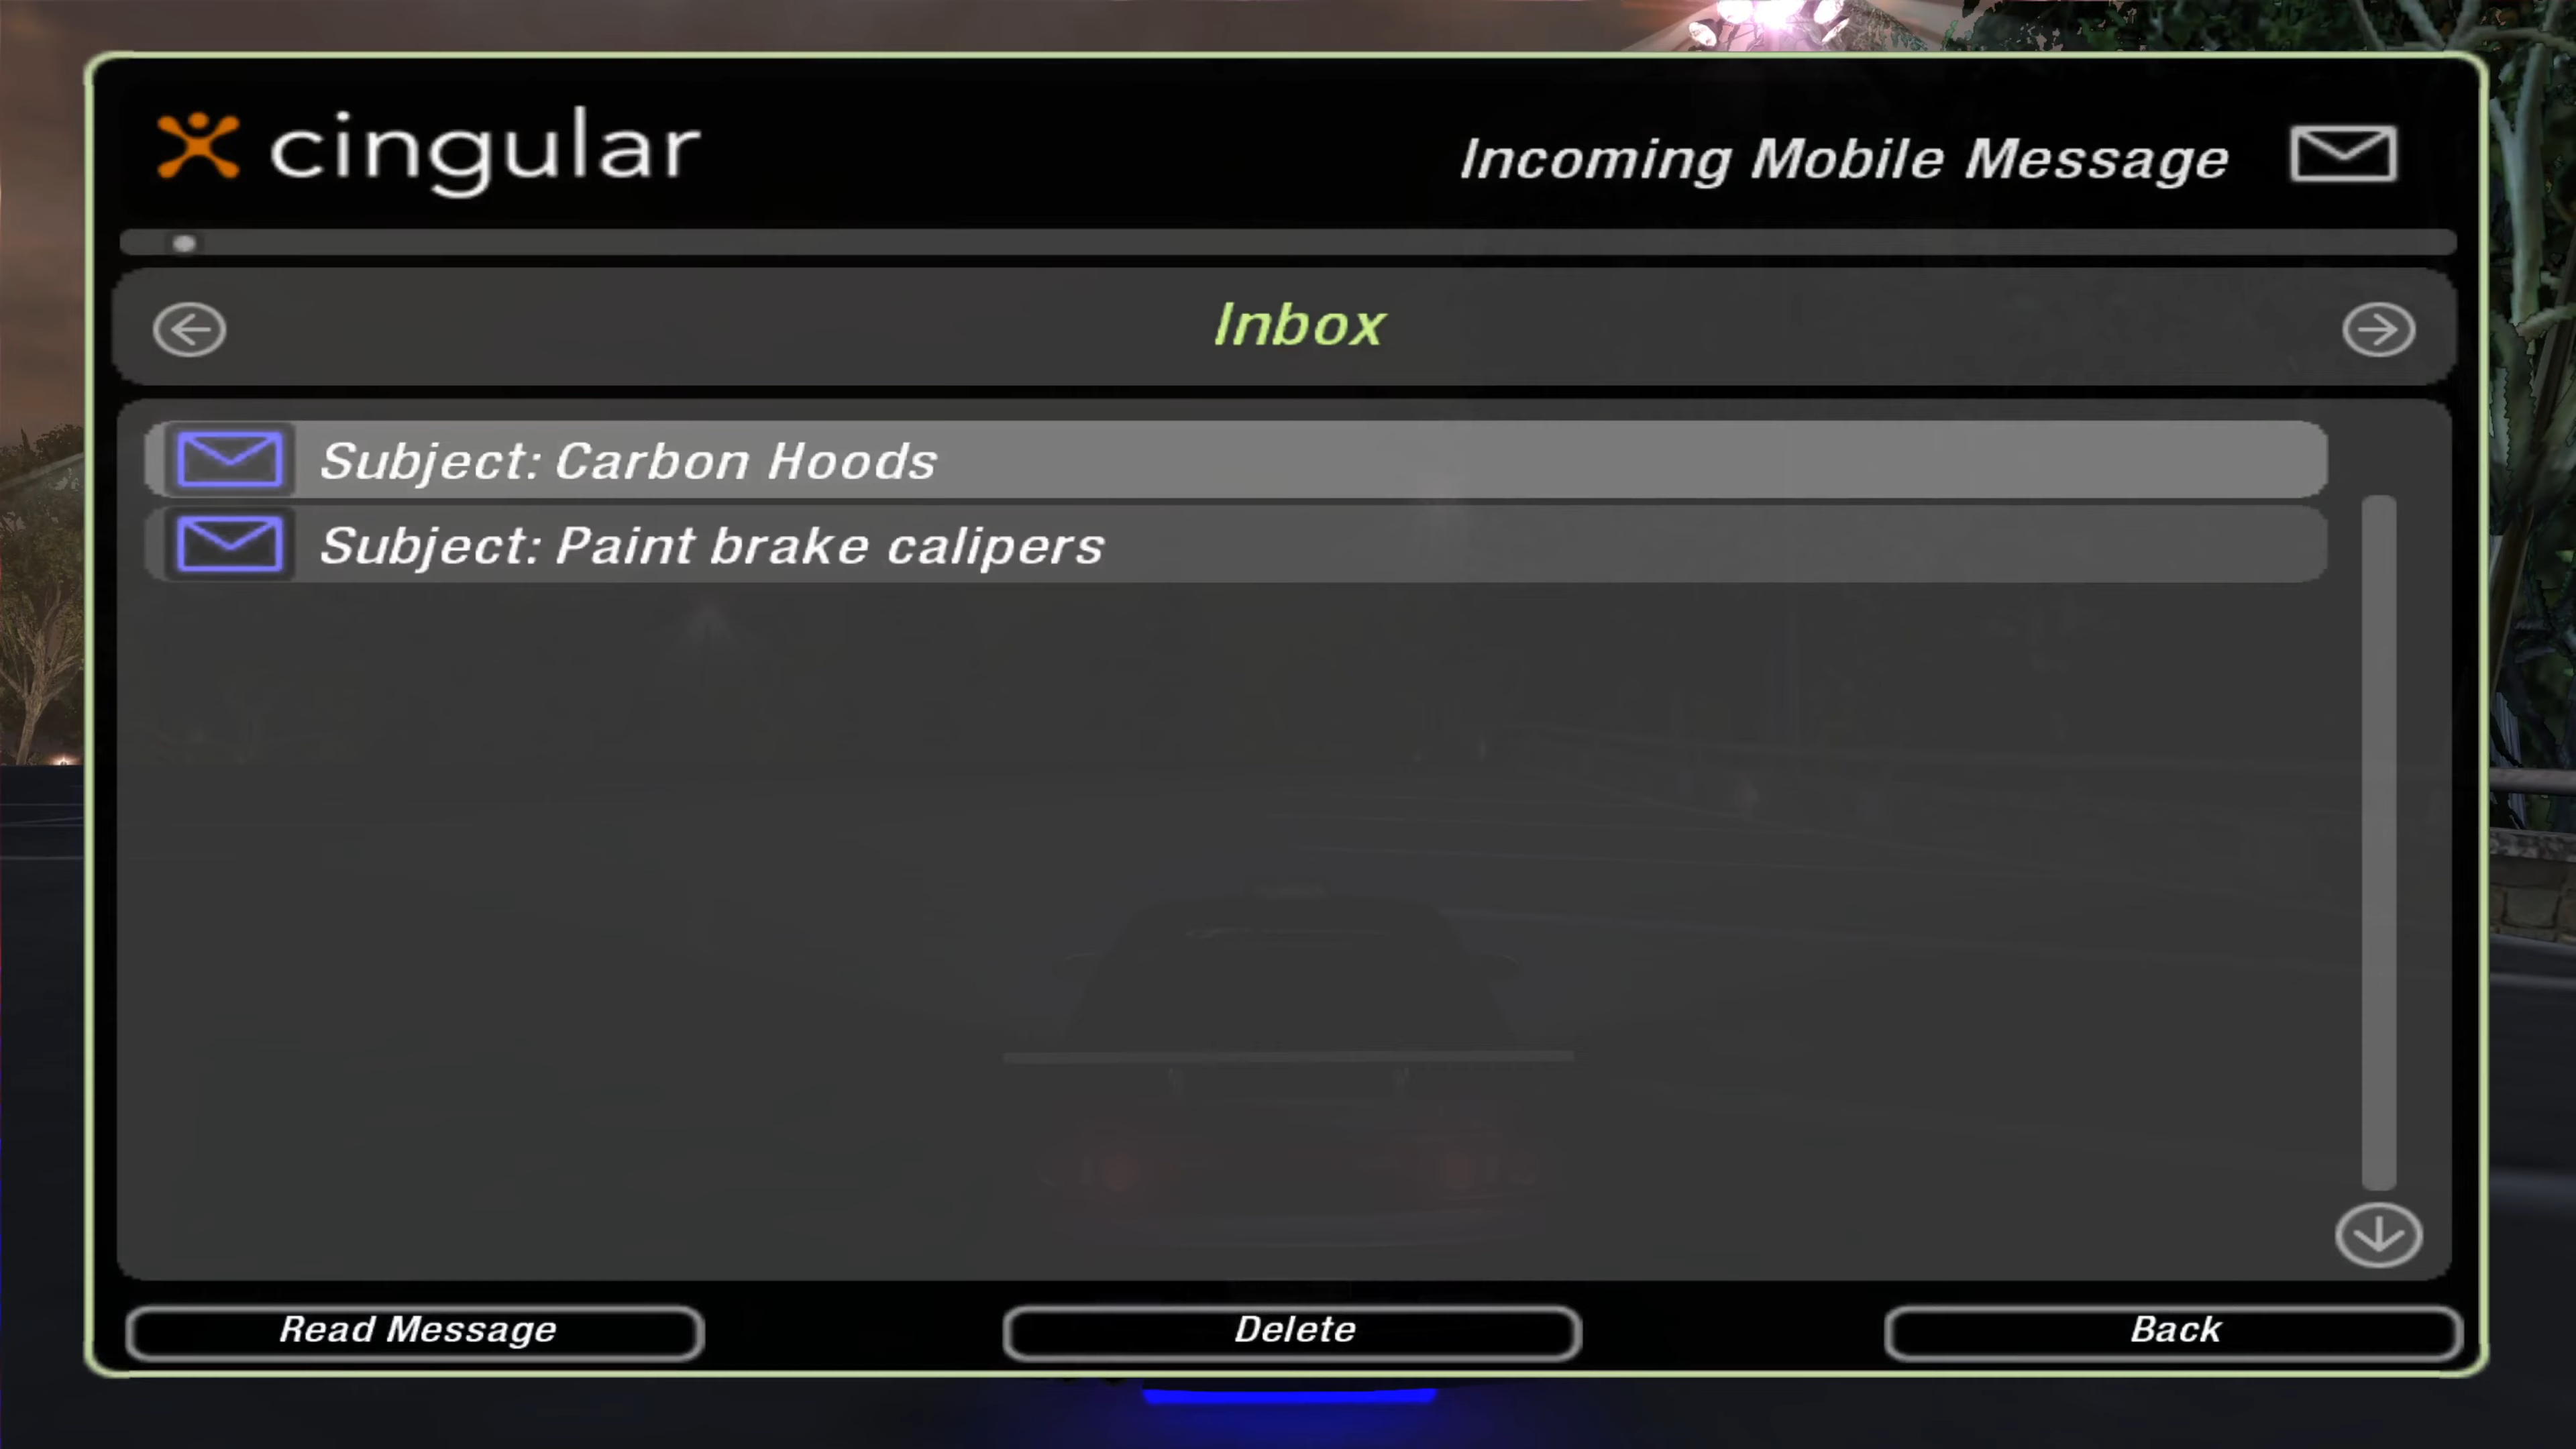 cingular
Incoming Mobile Message
Inbox
Subject: Carbon Hoods
Subject: Paint brake calipers
Read Message
Delete
Back